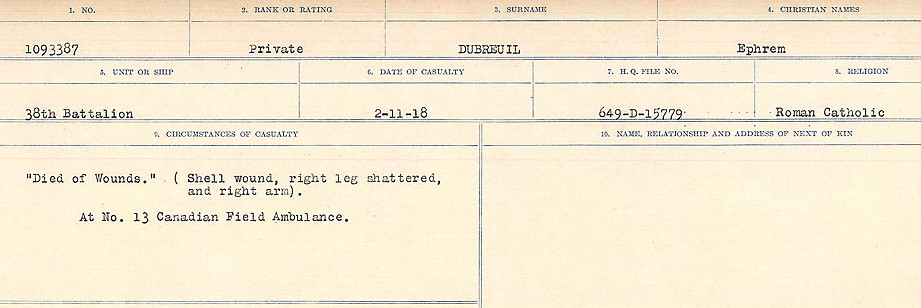 1. NO. 2. RANK OR RATING 3. SURNAME 4. CHRISTIAN NAMES
1093387 Private DUBREUIL Ephrem
5. UNIT OR SHIP 6. DATE OF CASUALTY 7. H. Q. FILE NO. 8. RELIGION
38th Battalion 2-11-18 649-D-15779 Roman Catholic
9. CIRCUMSTANCES OF CASUALTY 10. NAME, RELATIONSHIP AND ADDRESS OF NEXT OF KIN
"Died of Wounds." ( Shell wound, right leg shattered,
and right arm).
At No. 13 Canadian Field Ambulance.